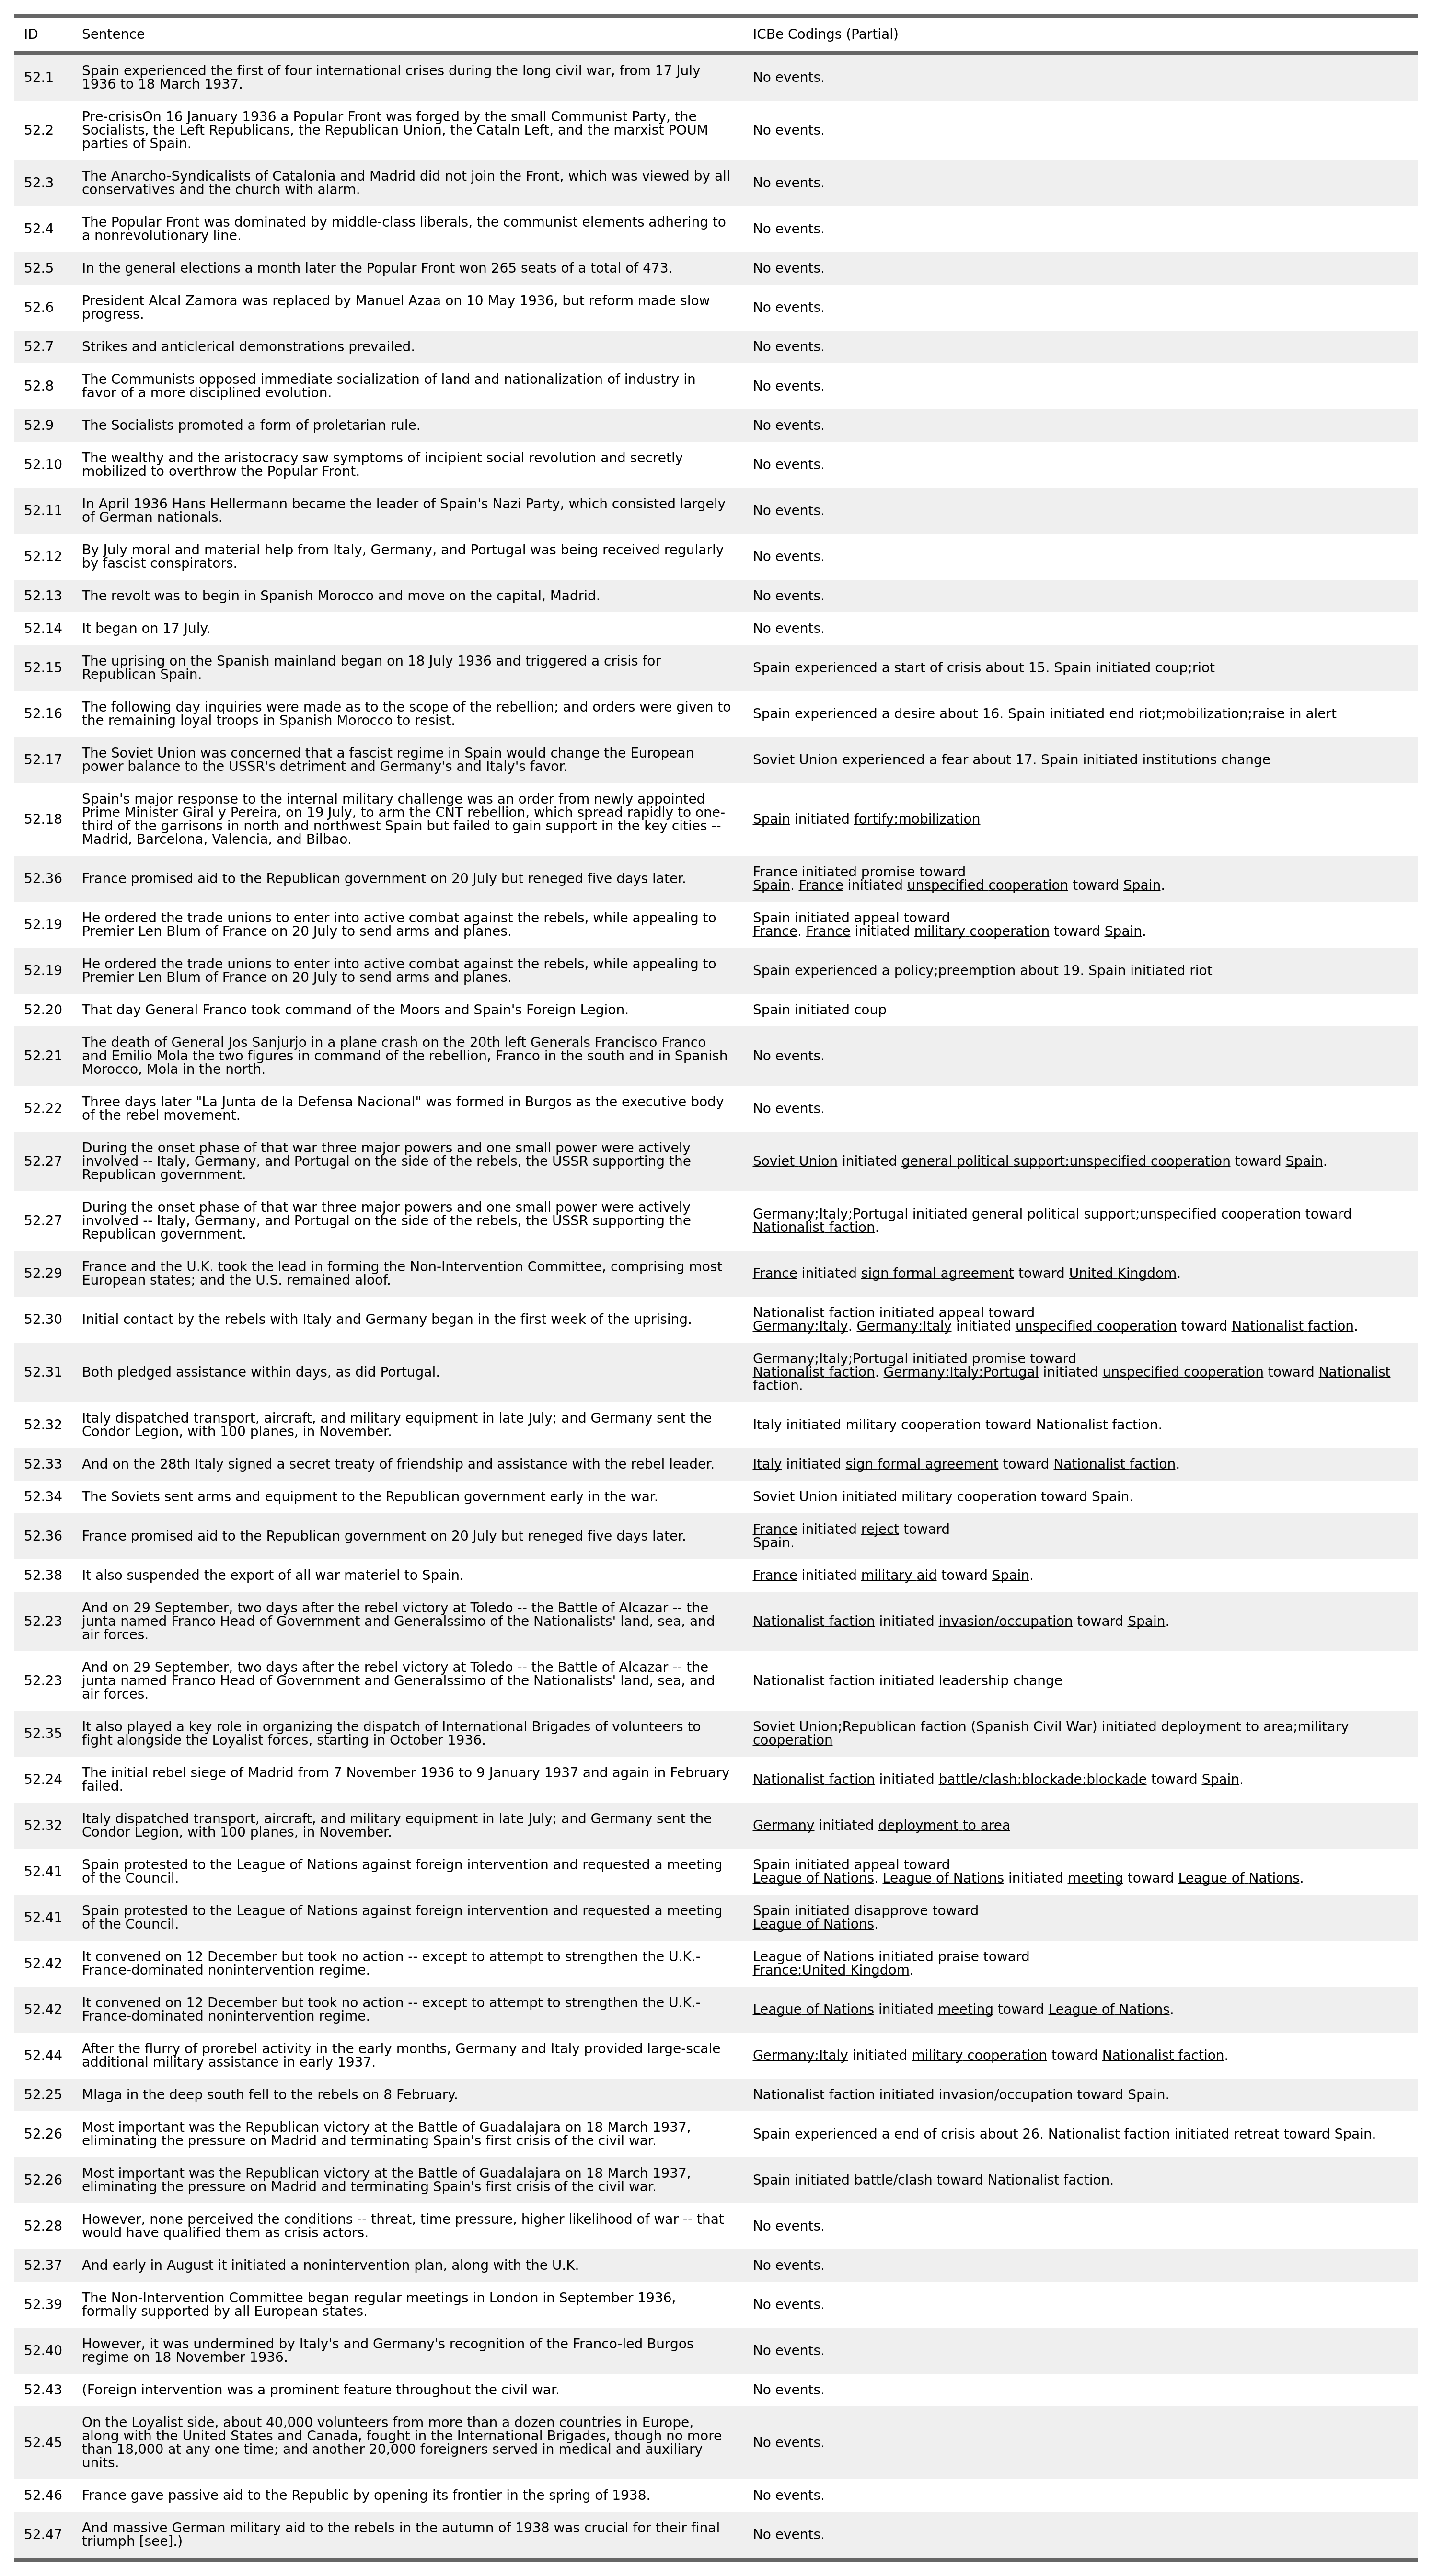 ID Sentence ICBe Codings (Partial)
52.1 Spain experienced the first of four international crises during the long civil war, from 17 July
1936 to 18 March 1937. No events.
52.2 Pre-crisisOn 16 January 1936 a Popular Front was forged by the small Communist Party, the
Socialists, the Left Republicans, the Republican Union, the Cataln Left, and the marxist POUM
parties of Spain. No events.
52.3 The Anarcho-Syndicalists of Catalonia and Madrid did not join the Front, which was viewed by all
conservatives and the church with alarm. No events.
52.4 The Popular Front was dominated by middle-class liberals, the communist elements adhering to
a nonrevolutionary line. No events.
52.5 In the general elections a month later the Popular Front won 265 seats of a total of 473. No events.
52.6 President Alcal Zamora was replaced by Manuel Azaa on 10 May 1936, but reform made slow
progress. No events.
52.7 Strikes and anticlerical demonstrations prevailed. No events.
52.8 The Communists opposed immediate socialization of land and nationalization of industry in
favor of a more disciplined evolution. No events.
52.9 The Socialists promoted a form of proletarian rule. No events.
52.10 The wealthy and the aristocracy saw symptoms of incipient social revolution and secretly
mobilized to overthrow the Popular Front. No events.
52.11 In April 1936 Hans Hellermann became the leader of Spain's Nazi Party, which consisted largely
of German nationals. No events.
52.12 By July moral and material help from Italy, Germany, and Portugal was being received regularly
by fascist conspirators. No events.
52.13 The revolt was to begin in Spanish Morocco and move on the capital, Madrid. No events.
52.14 It began on 17 July. No events.
52.15 The uprising on the Spanish mainland began on 18 July 1936 and triggered a crisis for
Republican Spain. Spain experienced a start of crisis about 15. Spain initiated coup;riot
52.16 The following day inquiries were made as to the scope of the rebellion; and orders were given to
the remaining loyal troops in Spanish Morocco to resist. Spain experienced a desire about 16. Spain initiated end riot;mobilization;raise in alert
52.17 The Soviet Union was concerned that a fascist regime in Spain would change the European
power balance to the USSR's detriment and Germany's and Italy's favor. Soviet Union experienced a fear about 17. Spain initiated institutions change
52.18 Spain's major response to the internal military challenge was an order from newly appointed
Prime Minister Giral y Pereira, on 19 July, to arm the CNT rebellion, which spread rapidly to one-
third of the garrisons in north and northwest Spain but failed to gain support in the key cities --
Madrid, Barcelona, Valencia, and Bilbao. Spain initiated fortify;mobilization
52.36 France promised aid to the Republican government on 20 July but reneged five days later. France initiated promise toward
Spain. France initiated unspecified cooperation toward Spain.
52.19 He ordered the trade unions to enter into active combat against the rebels, while appealing to
Premier Len Blum of France on 20 July to send arms and planes. Spain initiated appeal toward
France. France initiated military cooperation toward Spain.
52.19 He ordered the trade unions to enter into active combat against the rebels, while appealing to
Premier Len Blum of France on 20 July to send arms and planes. Spain experienced a policy;preemption about 19. Spain initiated riot
52.20 That day General Franco took command of the Moors and Spain's Foreign Legion. Spain initiated coup
52.21 The death of General Jos Sanjurjo in a plane crash on the 20th left Generals Francisco Franco
and Emilio Mola the two figures in command of the rebellion, Franco in the south and in Spanish
Morocco, Mola in the north. No events.
52.22 Three days later "La Junta de la Defensa Nacional" was formed in Burgos as the executive body
of the rebel movement. No events.
52.27 During the onset phase of that war three major powers and one small power were actively
involved -- Italy, Germany, and Portugal on the side of the rebels, the USSR supporting the
Republican government. Soviet Union initiated general political support;unspecified cooperation toward Spain.
52.27 During the onset phase of that war three major powers and one small power were actively
involved -- Italy, Germany, and Portugal on the side of the rebels, the USSR supporting the
Republican government. Germany;Italy;Portugal initiated general political support;unspecified cooperation toward
Nationalist faction.
52.29 France and the U.K. took the lead in forming the Non-Intervention Committee, comprising most
European states; and the U.S. remained aloof. France initiated sign formal agreement toward United Kingdom.
52.30 Initial contact by the rebels with Italy and Germany began in the first week of the uprising. Nationalist faction initiated appeal toward
Germany;Italy. Germany;Italy initiated unspecified cooperation toward Nationalist faction.
52.31 Both pledged assistance within days, as did Portugal. Germany;Italy;Portugal initiated promise toward
Nationalist faction. Germany;Italy;Portugal initiated unspecified cooperation toward Nationalist
faction.
52.32 Italy dispatched transport, aircraft, and military equipment in late July; and Germany sent the
Condor Legion, with 100 planes, in November. Italy initiated military cooperation toward Nationalist faction.
52.33 And on the 28th Italy signed a secret treaty of friendship and assistance with the rebel leader. Italy initiated sign formal agreement toward Nationalist faction.
52.34 The Soviets sent arms and equipment to the Republican government early in the war. Soviet Union initiated military cooperation toward Spain.
52.36 France promised aid to the Republican government on 20 July but reneged five days later. France initiated reject toward
Spain.
52.38 It also suspended the export of all war materiel to Spain. France initiated military aid toward Spain.
52.23 And on 29 September, two days after the rebel victory at Toledo -- the Battle of Alcazar -- the
junta named Franco Head of Government and Generalssimo of the Nationalists' land, sea, and
air forces. Nationalist faction initiated invasion/occupation toward Spain.
52.23 And on 29 September, two days after the rebel victory at Toledo -- the Battle of Alcazar -- the
junta named Franco Head of Government and Generalssimo of the Nationalists' land, sea, and
air forces. Nationalist faction initiated leadership change
52.35 It also played a key role in organizing the dispatch of International Brigades of volunteers to
fight alongside the Loyalist forces, starting in October 1936. Soviet Union;Republican faction (Spanish Civil War) initiated deployment to area;military
cooperation
52.24 The initial rebel siege of Madrid from 7 November 1936 to 9 January 1937 and again in February
failed. Nationalist faction initiated battle/clash;blockade;blockade toward Spain.
52.32 Italy dispatched transport, aircraft, and military equipment in late July; and Germany sent the
Condor Legion, with 100 planes, in November. Germany initiated deployment to area
52.41 Spain protested to the League of Nations against foreign intervention and requested a meeting
of the Council. Spain initiated appeal toward
League of Nations. League of Nations initiated meeting toward League of Nations.
52.41 Spain protested to the League of Nations against foreign intervention and requested a meeting
of the Council. Spain initiated disapprove toward
League of Nations.
52.42 It convened on 12 December but took no action -- except to attempt to strengthen the U.K.-
France-dominated nonintervention regime. League of Nations initiated praise toward
France;United Kingdom.
52.42 It convened on 12 December but took no action -- except to attempt to strengthen the U.K.-
France-dominated nonintervention regime. League of Nations initiated meeting toward League of Nations.
52.44 After the flurry of prorebel activity in the early months, Germany and Italy provided large-scale
additional military assistance in early 1937. Germany;Italy initiated military cooperation toward Nationalist faction.
52.25 Mlaga in the deep south fell to the rebels on 8 February. Nationalist faction initiated invasion/occupation toward Spain.
52.26 Most important was the Republican victory at the Battle of Guadalajara on 18 March 1937,
eliminating the pressure on Madrid and terminating Spain's first crisis of the civil war. Spain experienced a end of crisis about 26. Nationalist faction initiated retreat toward Spain.
52.26 Most important was the Republican victory at the Battle of Guadalajara on 18 March 1937,
eliminating the pressure on Madrid and terminating Spain's first crisis of the civil war. Spain initiated battle/clash toward Nationalist faction.
52.28 However, none perceived the conditions -- threat, time pressure, higher likelihood of war -- that
would have qualified them as crisis actors. No events.
52.37 And early in August it initiated a nonintervention plan, along with the U.K. No events.
52.39 The Non-Intervention Committee began regular meetings in London in September 1936,
formally supported by all European states. No events.
52.40 However, it was undermined by Italy's and Germany's recognition of the Franco-led Burgos
regime on 18 November 1936. No events.
52.43 (Foreign intervention was a prominent feature throughout the civil war. No events.
52.45 On the Loyalist side, about 40,000 volunteers from more than a dozen countries in Europe,
along with the United States and Canada, fought in the International Brigades, though no more
than 18,000 at any one time; and another 20,000 foreigners served in medical and auxiliary
units. No events.
52.46 France gave passive aid to the Republic by opening its frontier in the spring of 1938. No events.
52.47 And massive German military aid to the rebels in the autumn of 1938 was crucial for their final
triumph [see].) No events.